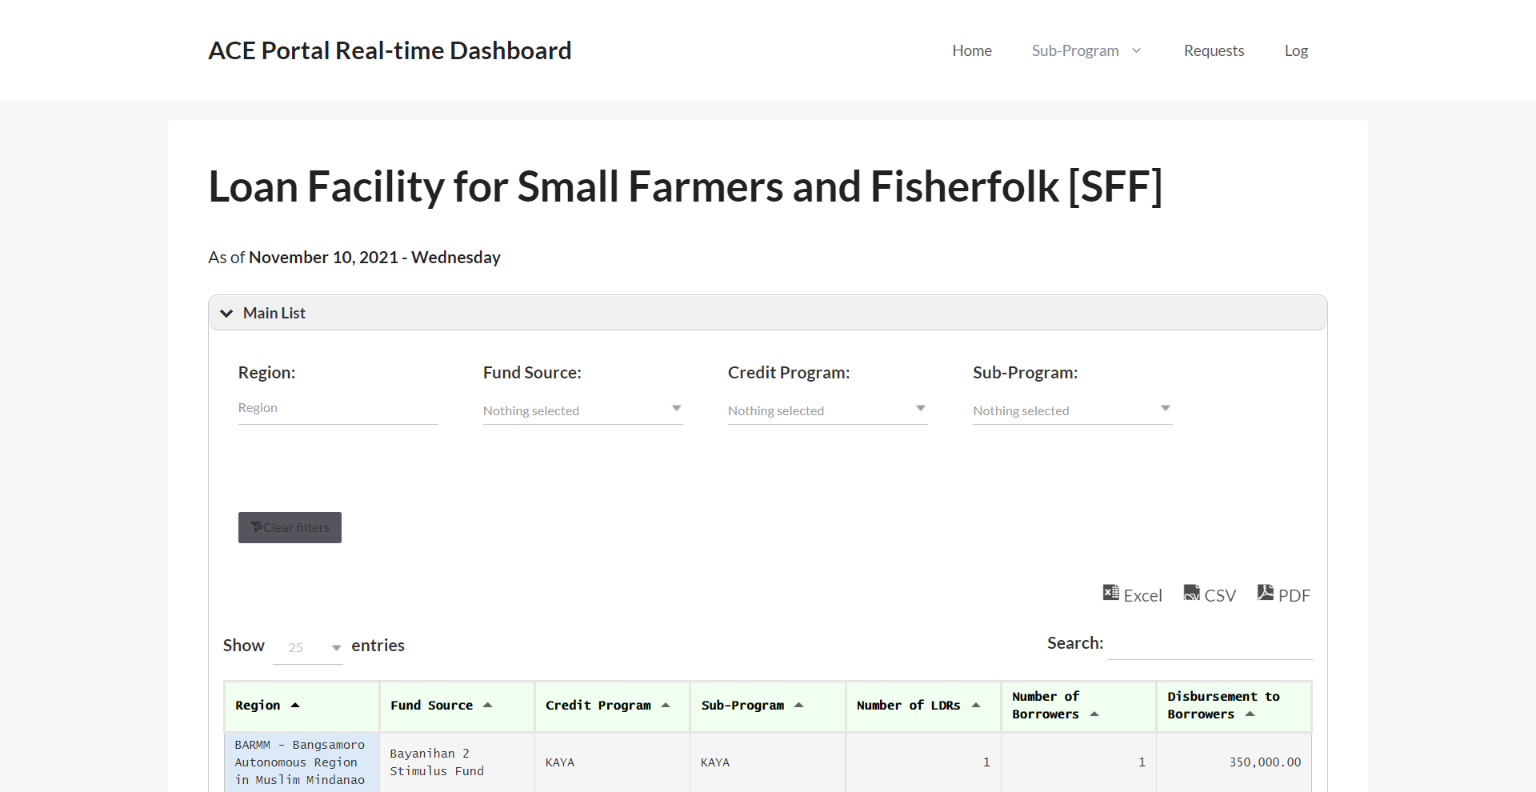 ACE Portal Real-time Dashboard
Home Sub-Program Requests Log
Loan Facility for Small Farmers and Fisherfolk [SFF]
As of November 10, 2021 - Wednesday
Main List
Region: Fund Source: Credit Program: Sub-Program:
Region Nothing selected Nothing selected Nothing selected
Clear filters
Excel CSV PDF
Show 25 entries Search:
Region Fund Source Credit Program Sub-Program Number of LDRs Number of Borrowers Disbursement to Borrowers
BARMM - Bangsamoro
Autonomous Region
in Muslim Mindanao
Bayanihan 2
Stimulus Fund
KAYA KAYA 1 1 350,000.00